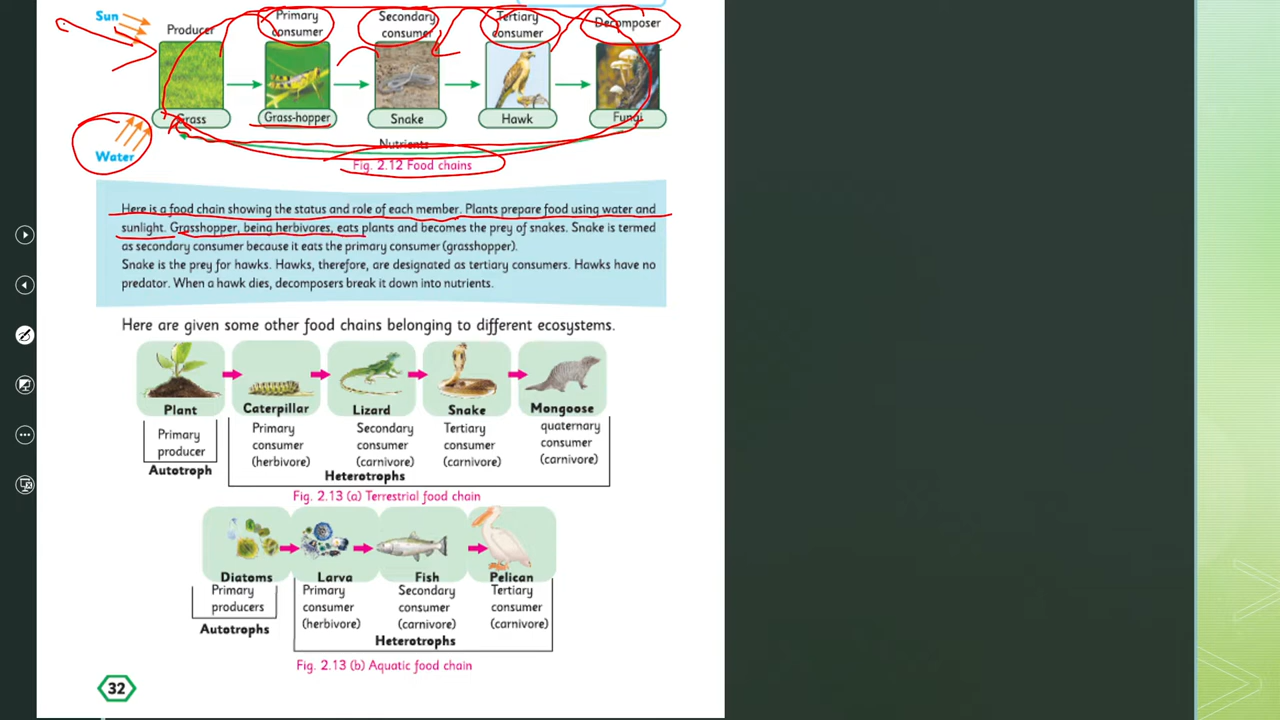 Sun
Producer
Primary consumer
Secondary consumer
Tertiary consumer
Decomposer
Grass
Grass-hopper
Snake
Hawk
Fungi
Water
Nutrients
Fig. 2.12 Food chains
Here is a food chain showing the status and role of each member. Plants prepare food using water and
sunlight. Grasshopper, being herbivores, eats plants and becomes the prey of snakes. Snake is termed
as secondary consumer because it eats the primary consumer (grasshopper).
Snake is the prey for hawks. Hawks, therefore, are designated as tertiary consumers. Hawks have no
predator. When a hawk dies, decomposers break it down into nutrients.
Here are given some other food chains belonging to different ecosystems.
Plant
Caterpillar
Lizard
Snake
Mongoose
Primary
producer
Autotroph
Primary
consumer
(herbivore)
Secondary
consumer
(carnivore)
Tertiary
consumer
(carnivore)
quaternary
consumer
(carnivore)
Heterotrophs
Fig. 2.13 (a) Terrestrial food chain
Diatoms
Larva
Fish
Pelican
Primary
producers
Autotrophs
Primary
consumer
(herbivore)
Secondary
consumer
(carnivore)
Tertiary
consumer
(carnivore)
Heterotrophs
Fig. 2.13 (b) Aquatic food chain
32